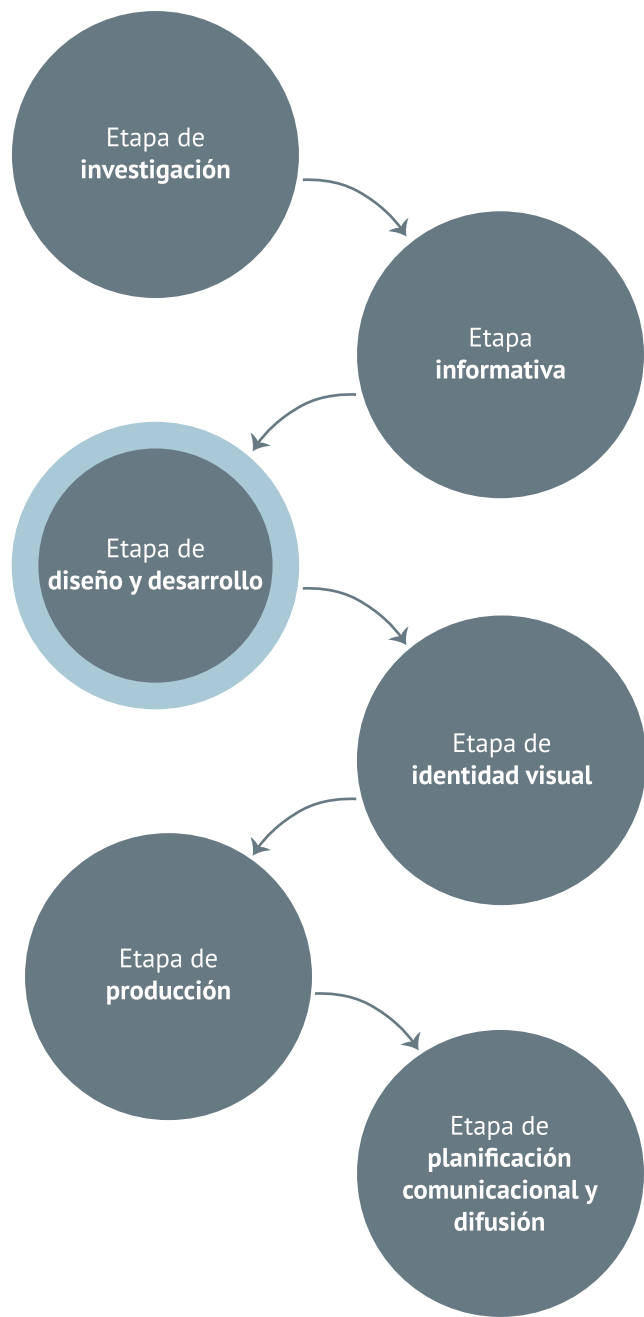 Etapa de
investigación
Etapa
informativa
Etapa de
diseño y desarrollo
Etapa de
identidad visual
Etapa de
producción
Etapa de
planificación
comunicacional y
difusión